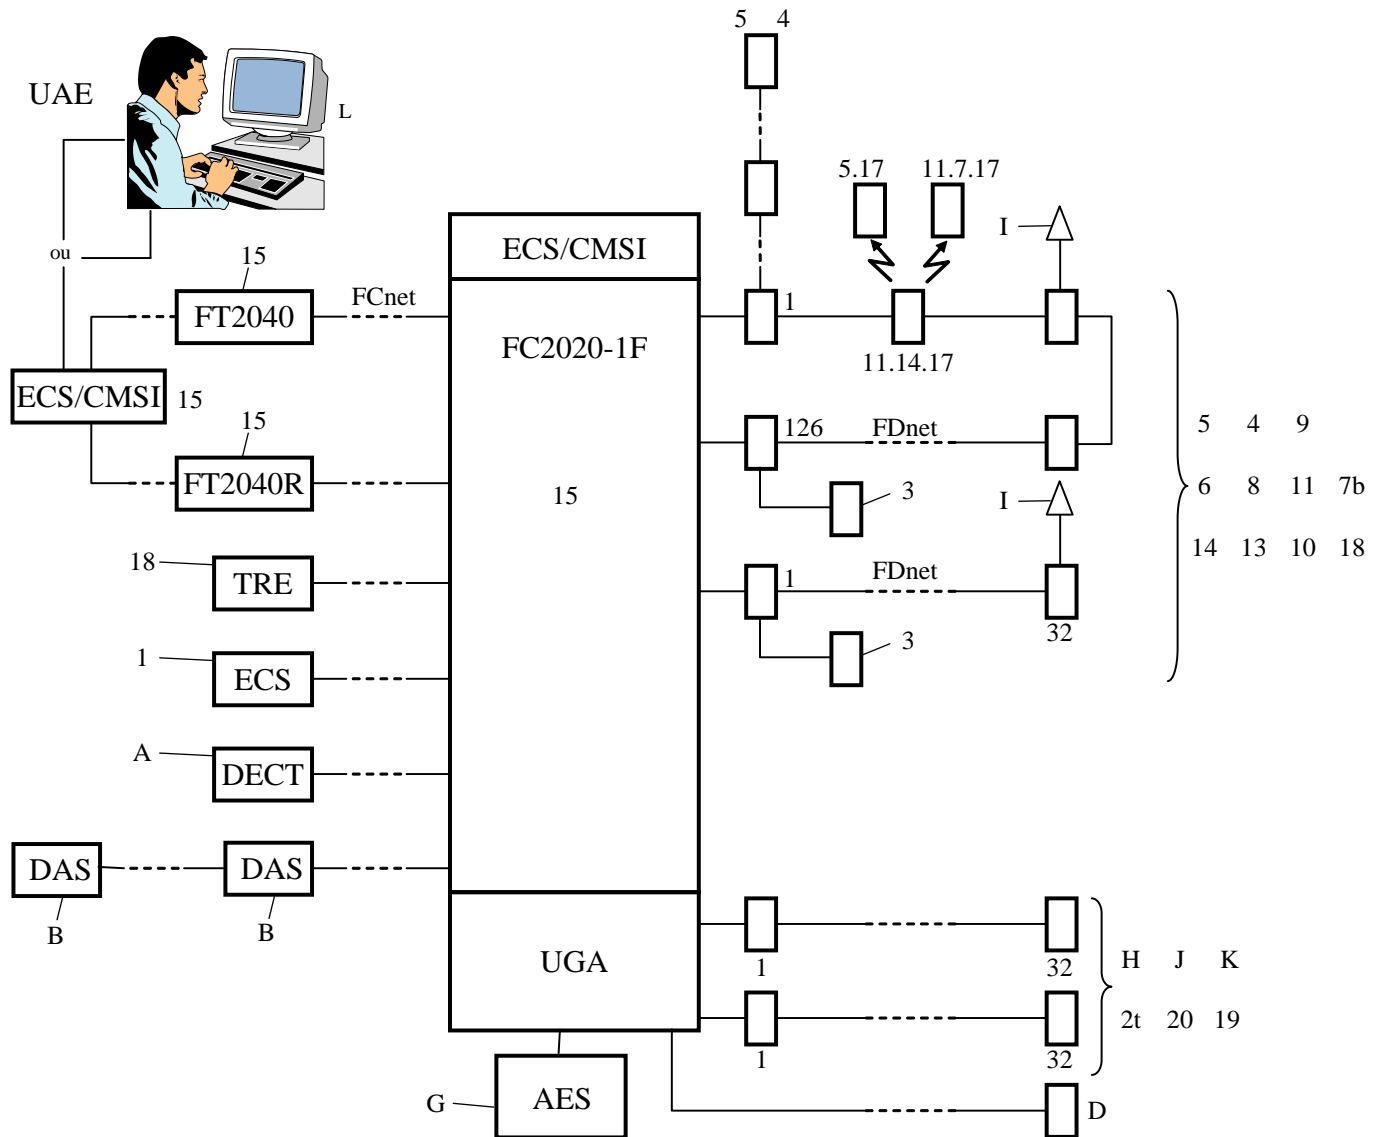 5 4
UAE
L
5.17 11.7.17
I
ou
ECS/CMSI
15
FT2040
FCnet
1
FC2020-1F
11.14.17
ECS/CMSI
15
15
FT2040R
126
FDnet
5 4 9
15
3
I
6 8 11 7b
18
TRE
1
FDnet
14 13 10 18
32
1
ECS
3
A
DECT
DAS
DAS
B
B
UGA
1
32
H J K
2t 20 19
1
32
G
AES
D